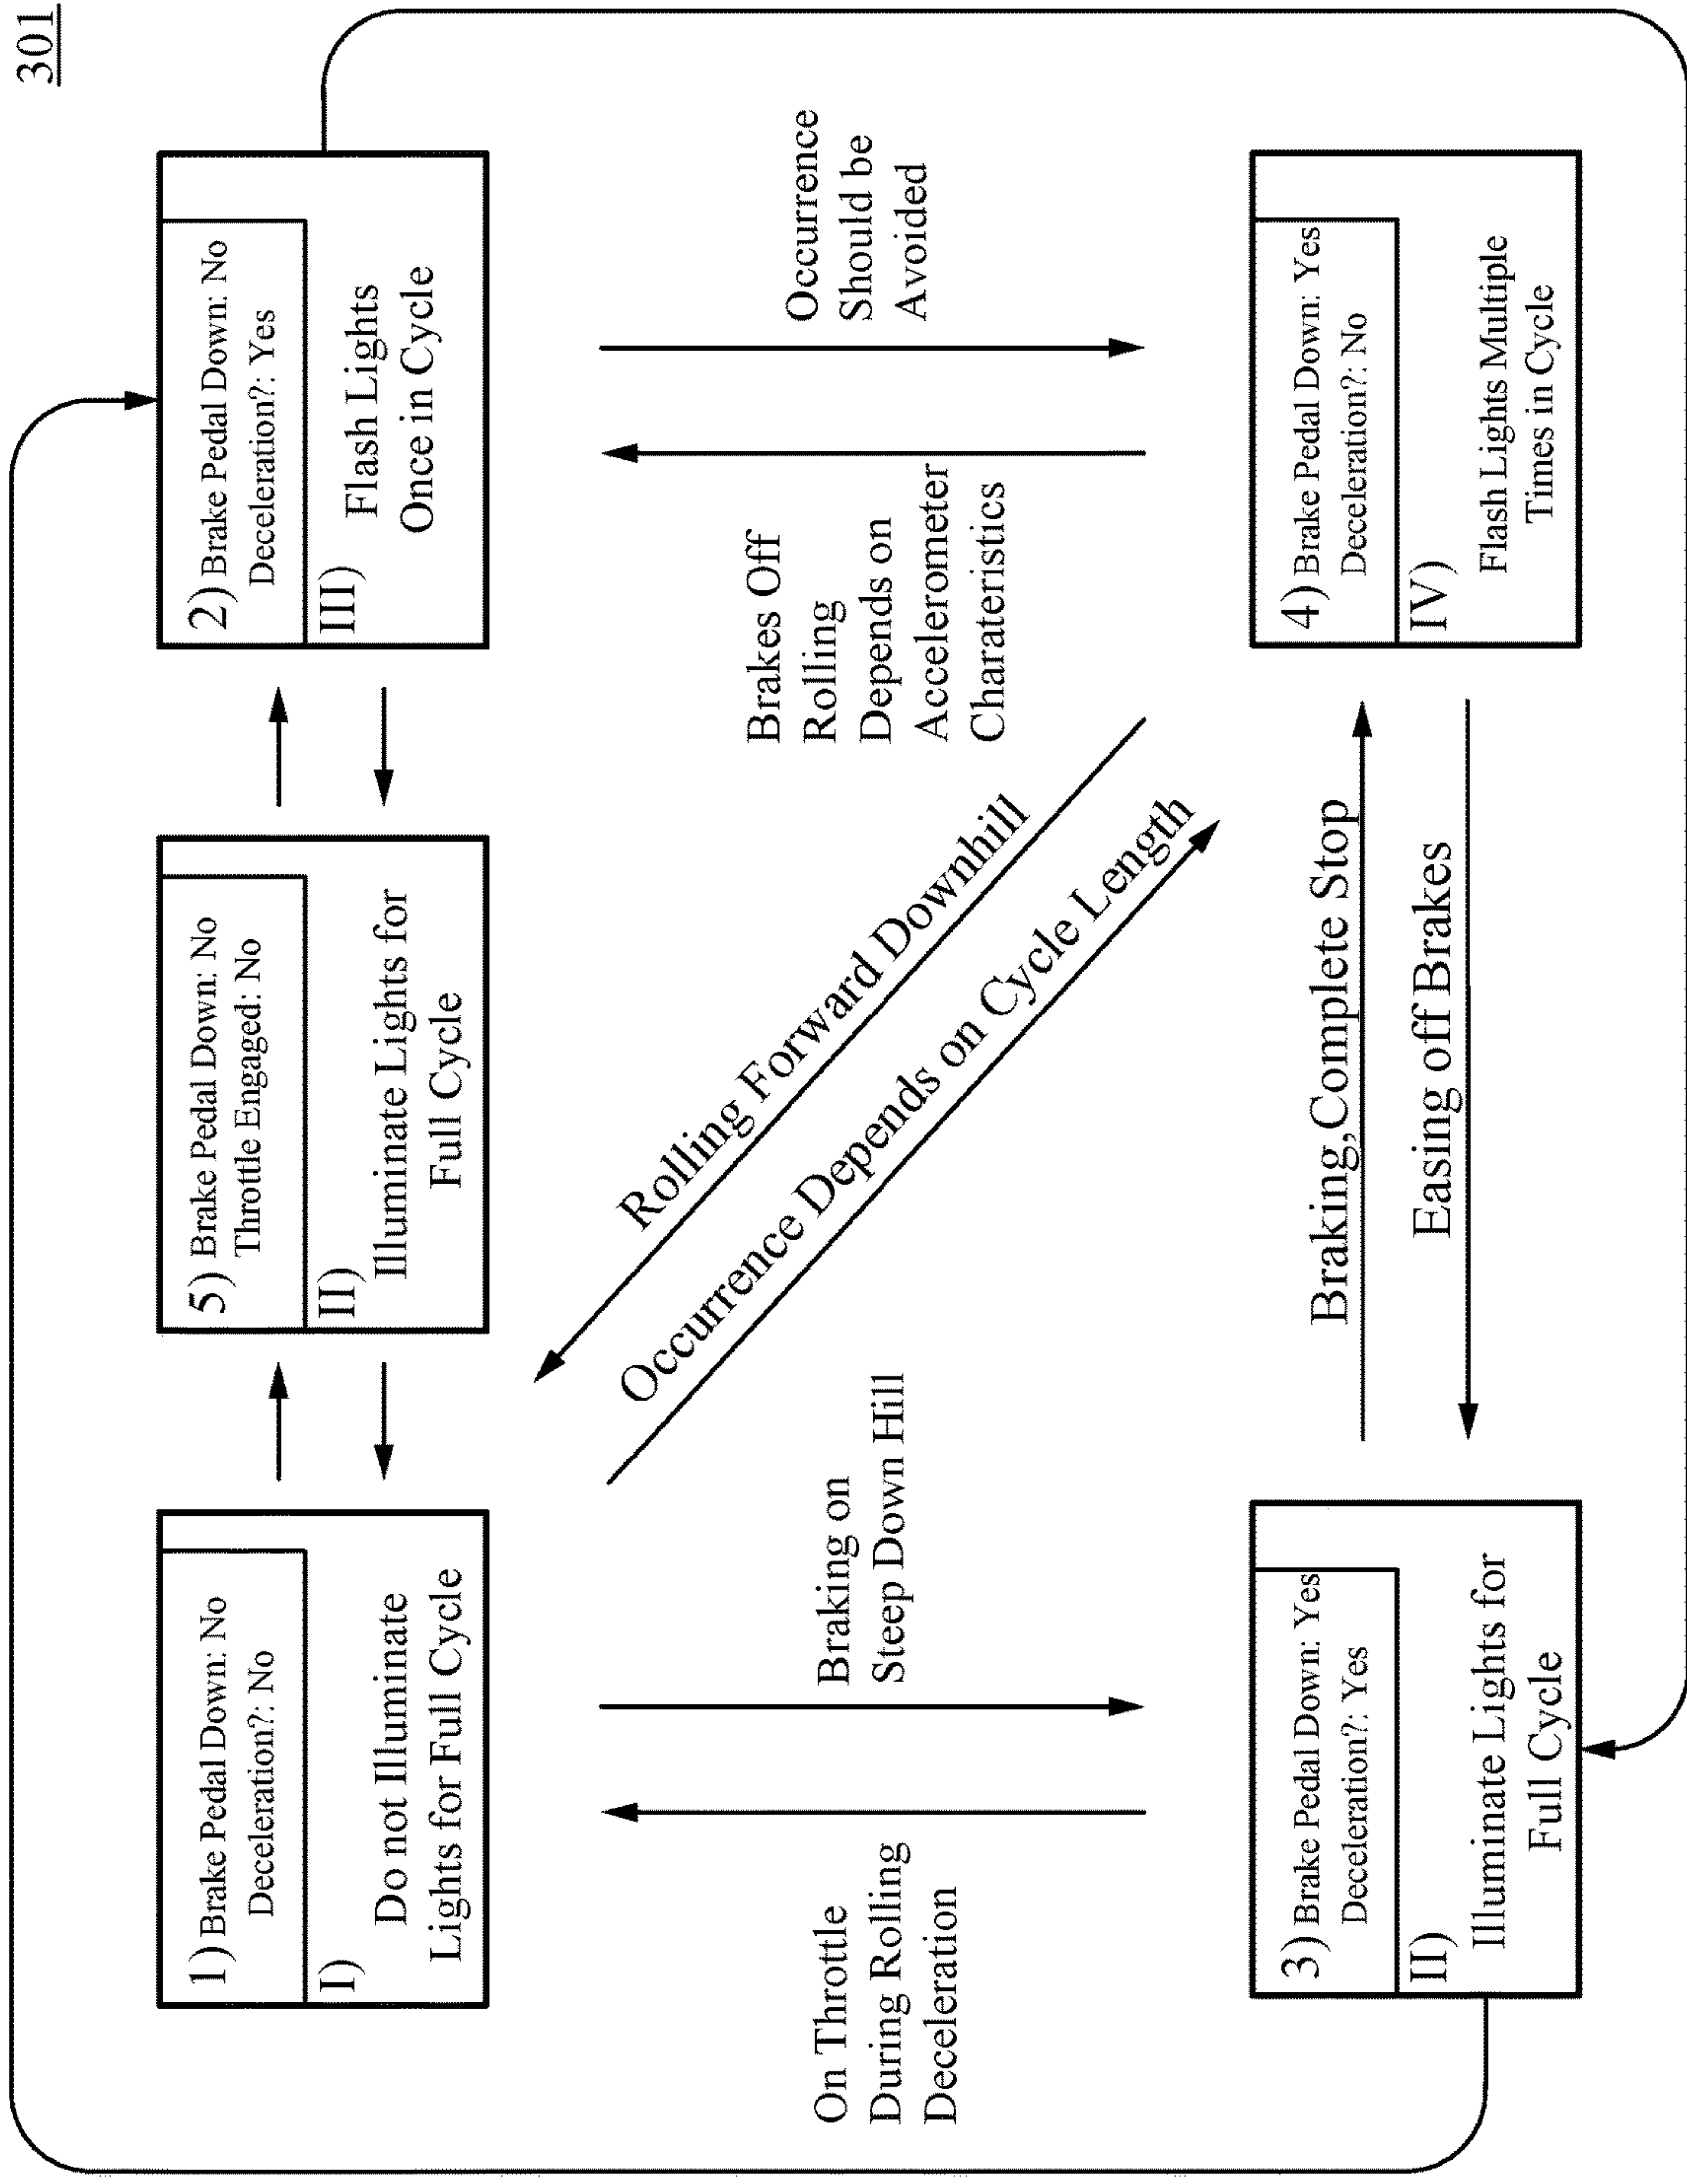 301
1) Brake Pedal Down: No
Deceleration?: No
I)
Do not Illuminate
Lights for Full Cycle
5) Brake Pedal Down: No
Throttle Engaged: No
II)
Illuminate Lights for
Full Cycle
2) Brake Pedal Down: No
Deceleration?: Yes
III)
Flash Lights
Once in Cycle
On Throttle
During Rolling
Deceleration
Braking on
Steep Down Hill
Rolling Forward Downhill
Occurrence Depends on Cycle Length
Brakes Off
Rolling
Depends on
Accelerometer
Charateristics
Occurrence
Should be
Avoided
3) Brake Pedal Down: Yes
Deceleration?: Yes
II)
Illuminate Lights for
Full Cycle
Braking,Complete Stop
Easing off Brakes
4) Brake Pedal Down: Yes
Deceleration?: No
IV)
Flash Lights Multiple
Times in Cycle